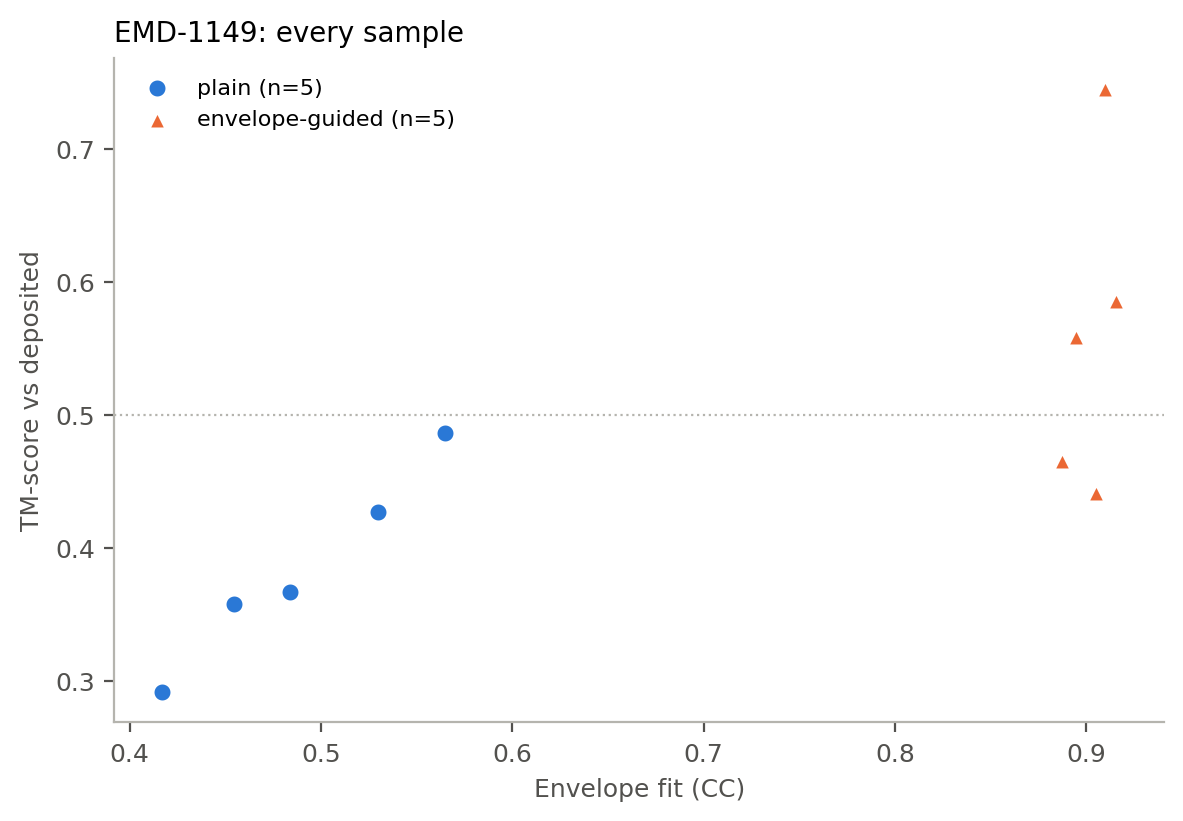 EMD-1149: every sample
plain (n=5)
envelope-guided (n=5)
TM-score vs deposited
0.7
0.6
0.5
0.4
0.3
0.4 0.5 0.6 0.7 0.8 0.9
Envelope fit (CC)